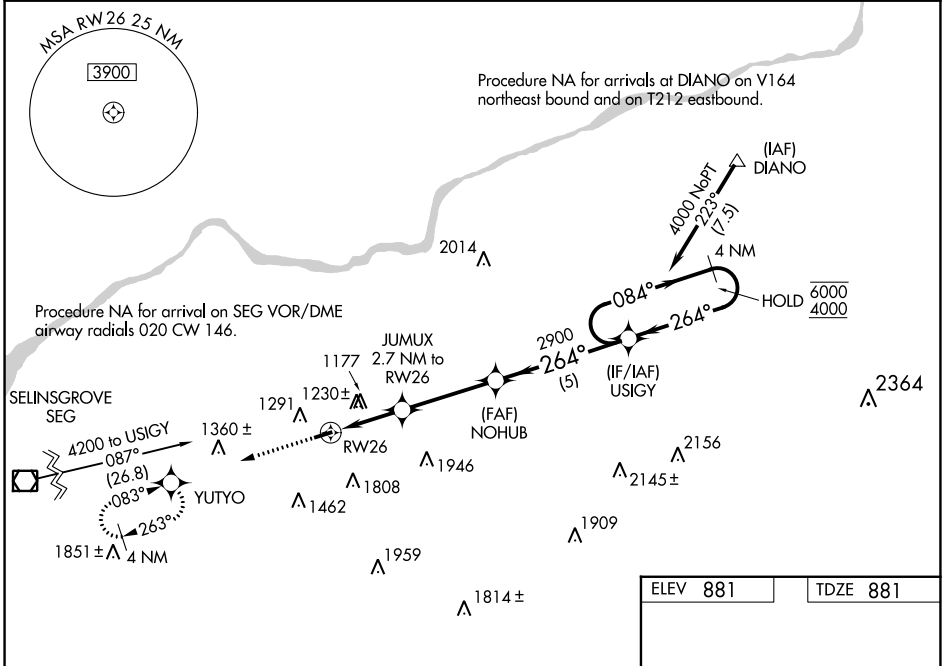 MSA RW 26 25 NM
3900
Procedure NA for arrivals at DIANO on V164
northeast bound and on T212 eastbound.
(IAF)
DIANO
4000 NoPT
223°
(7.5)
4 NM
2014
084°
HOLD
6000
4000
264°
Procedure NA for arrival on SEG VOR/DME
airway radials 020 CW 146.
JUMUX
2.7 NM to
RW26
2900
264°
(5)
(IF/IAF)
USIGY
1177
1230±
1291
2364
SELINSGROVE
SEG
(FAF)
NOHUB
1360 ±
RW26
4200 to USIGY
087°
(26.8)
2156
1946
2145±
083°
YUTYO
1808
1462
263°
1909
1851±
4 NM
1959
1814 ±
ELEV 881
TDZE 881